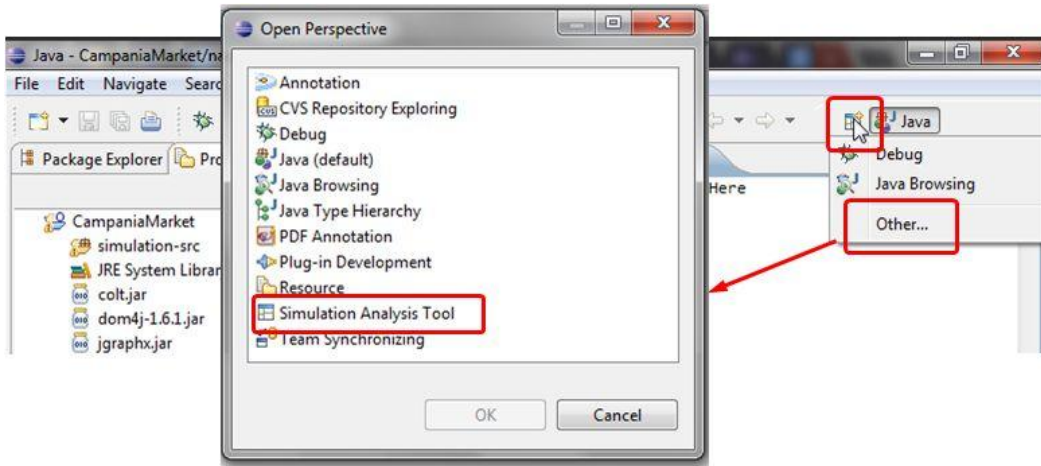 Open Perspective
Java - CampaniaMarket/na
File Edit Navigate Searc
Java
Package Explorer Pro
Debug
Java Browsing
Other...
Here
CampaniaMarket
simulation-src
JRE System Librar
colt.jar
dom4j-1.6.1.jar
jgraphx.jar
Annotation
CVS Repository Exploring
Debug
Java (default)
Java Browsing
Java Type Hierarchy
PDF Annotation
Plug-in Development
Resource
Simulation Analysis Tool
Team Synchronizing
OK Cancel